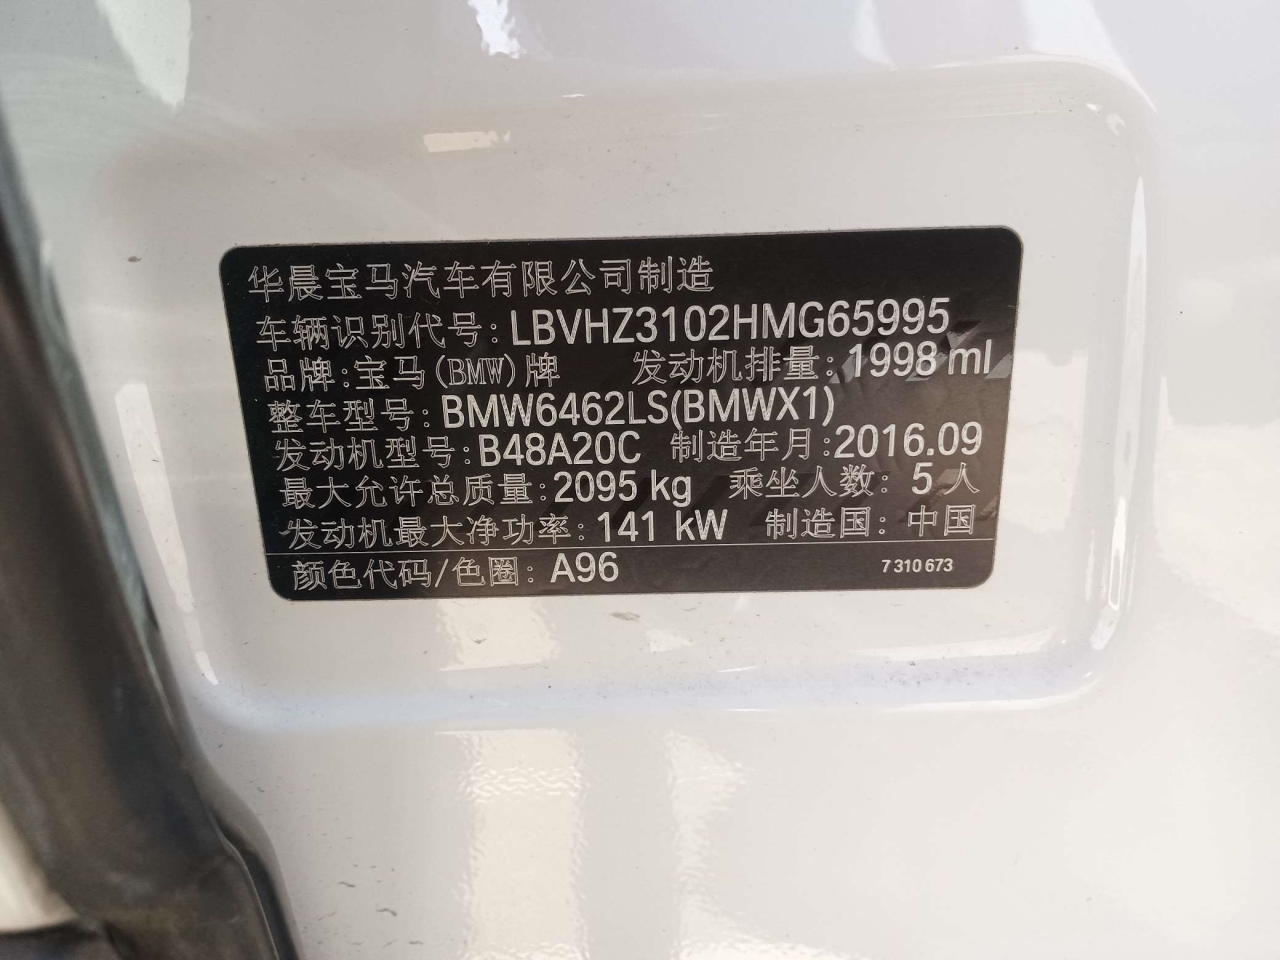 华晨宝马汽车有限公司制造
车辆识别代号: LBVHZ3102HMG65995
品牌:宝马(BMW)牌 发动机排量: 1998 ml
整车型号: BMW6462LS(BMWX1)
发动机型号: B48A20C 制造年月:2016.09
最大允许总质量: 2095 kg 乘坐人数: 5 人
发动机最大净功率: 141 kW 制造国: 中国
颜色代码/色圈: A96 7 310 673